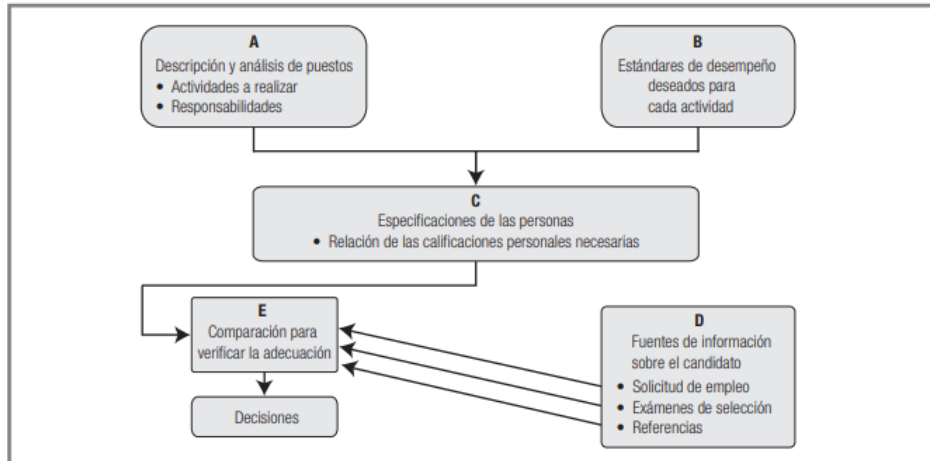 A
Descripción y análisis de puestos
• Actividades a realizar
• Responsabilidades
B
Estándares de desempeño
deseados para
cada actividad
C
Especificaciones de las personas
• Relación de las calificaciones personales necesarias
E
Comparación para
verificar la adecuación
D
Fuentes de información
sobre el candidato
• Solicitud de empleo
• Exámenes de selección
• Referencias
Decisiones